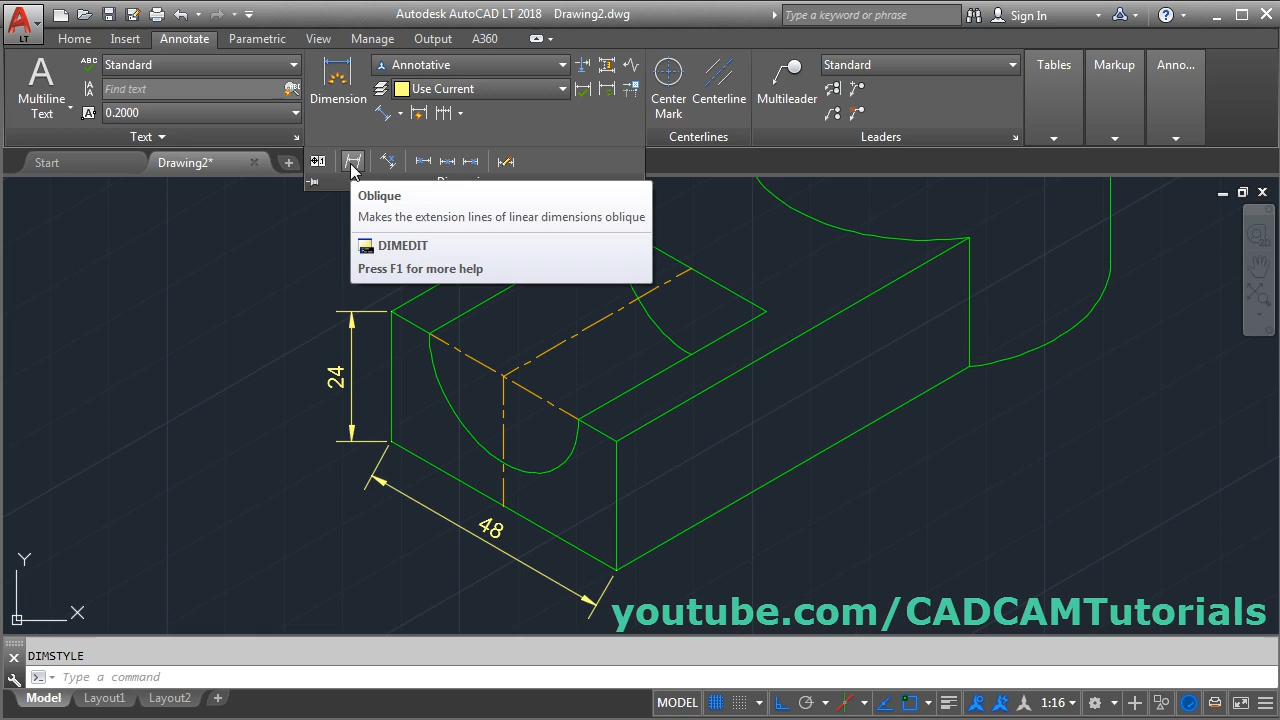 Autodesk AutoCAD LT 2018 Drawing2.dwg
Type a keyword or phrase
Sign In
LT
Home Insert Annotate Parametric View Manage Output A360
Multiline Text
ABC
Standard
Find text
ABC
A
0.2000
Text
Dimension
Annotative
Use Current
Center Mark
Centerline
Centerlines
Multileader
Standard
Leaders
Tables
Markup
Anno...
Start
Drawing2*
Oblique
Makes the extension lines of linear dimensions oblique
DIMEDIT
Press F1 for more help
24
48
Y
X
youtube.com/CADCAMTutorials
DIMSTYLE
Type a command
Model Layout1 Layout2 +
MODEL
1:16